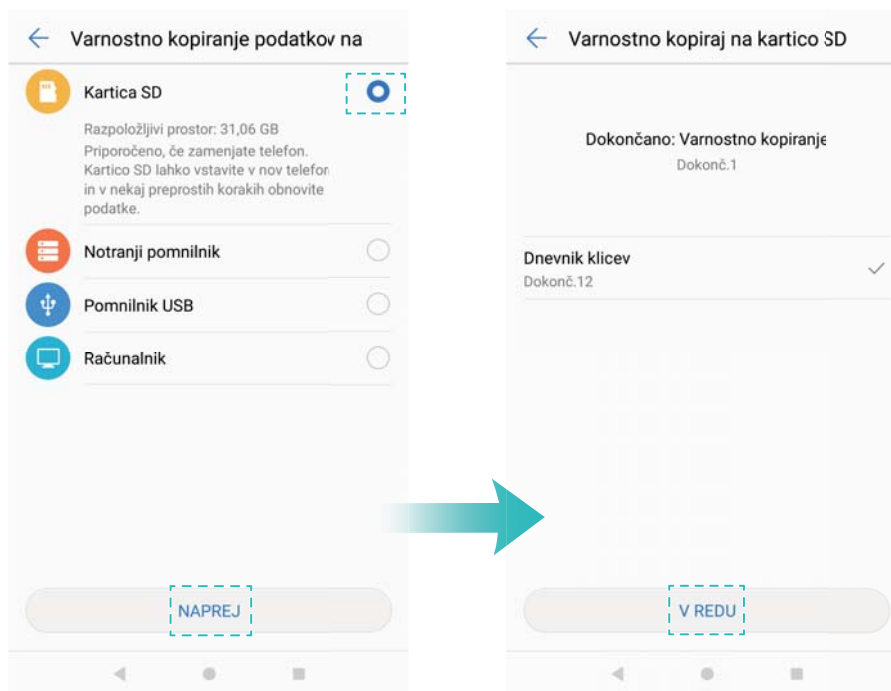 Varnostno kopiranje podatkov na
Kartica SD
Razpoložljivi prostor: 31,06 GB
Priporočeno, če zamenjate telefon.
Kartico SD lahko vstavite v nov telefon
in v nekaj preprostih korakih obnovite
podatke.
Notranji pomnilnik
Pomnilnik USB
Računalnik
NAPREJ
Varnostno kopiraj na kartico SD
Dokončano: Varnostno kopiranje
Dokonč.1
Dnevnik klicev
Dokonč.12
V REDU